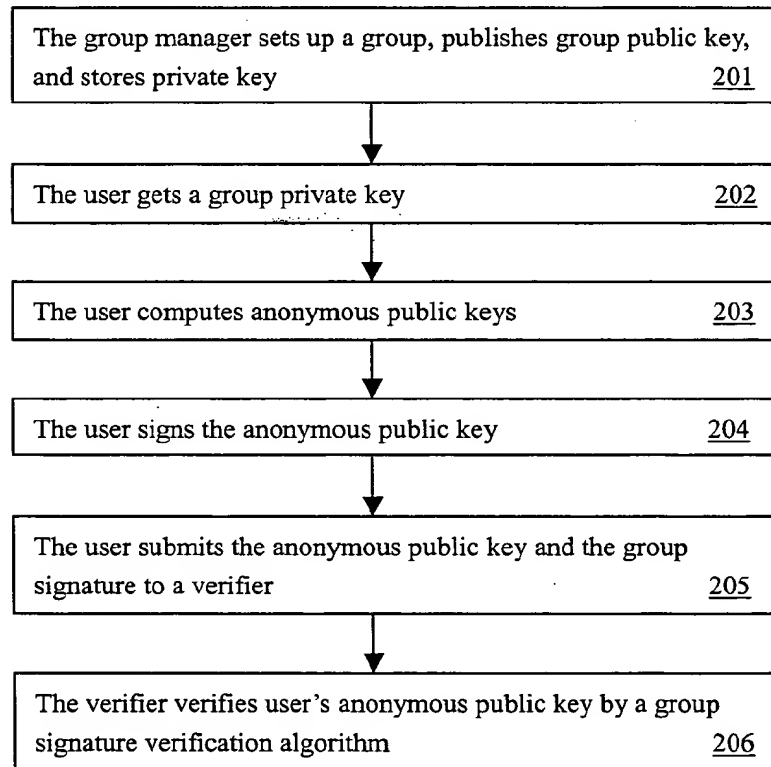 The group manager sets up a group, publishes group public key,
and stores private key 201
The user gets a group private key 202
The user computes anonymous public keys 203
The user signs the anonymous public key 204
The user submits the anonymous public key and the group
signature to a verifier 205
The verifier verifies user's anonymous public key by a group
signature verification algorithm 206